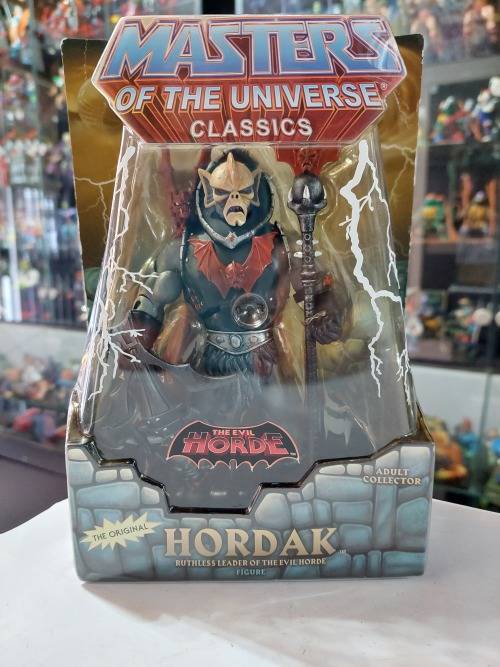 MASTERS
OF THE UNIVERSE®
CLASSICS
THE EVIL
HORDE
ADULT
COLLECTOR
THE ORIGINAL
HORDAK™
RUTHLESS LEADER OF THE EVIL HORDE
FIGURE